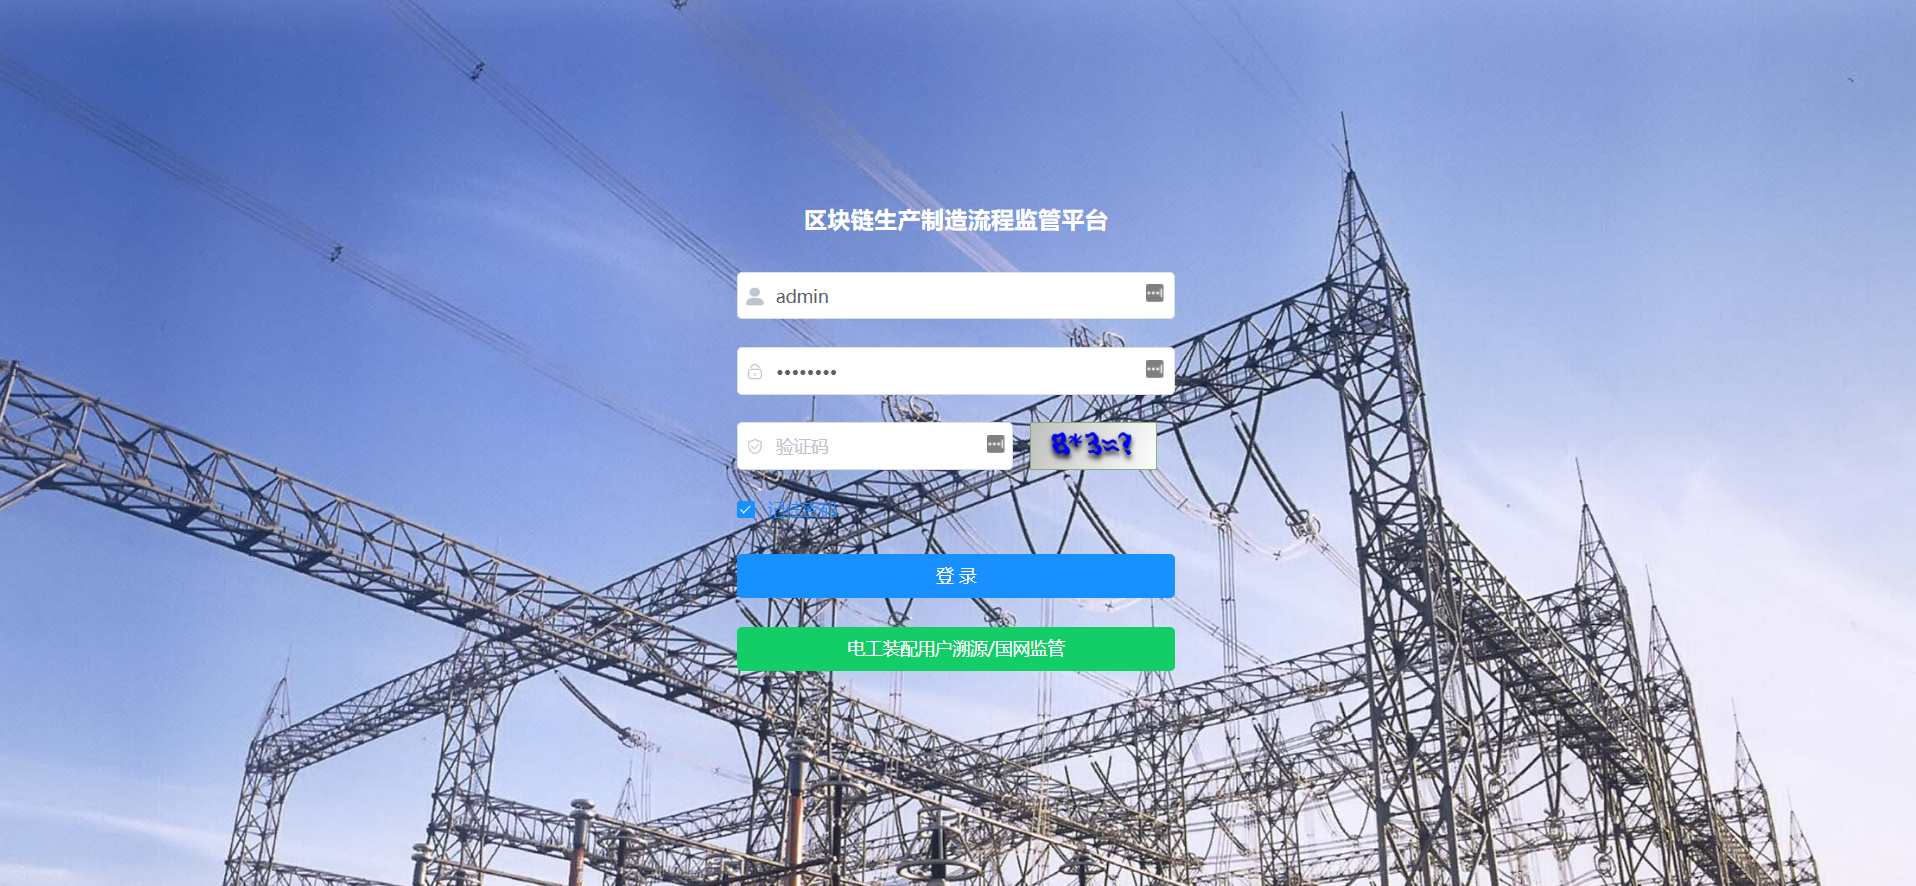 区块链生产制造流程监管平台
admin
••••••••
验证码
8*3=?
记住密码
登 录
电工装配用户溯源/国网监管